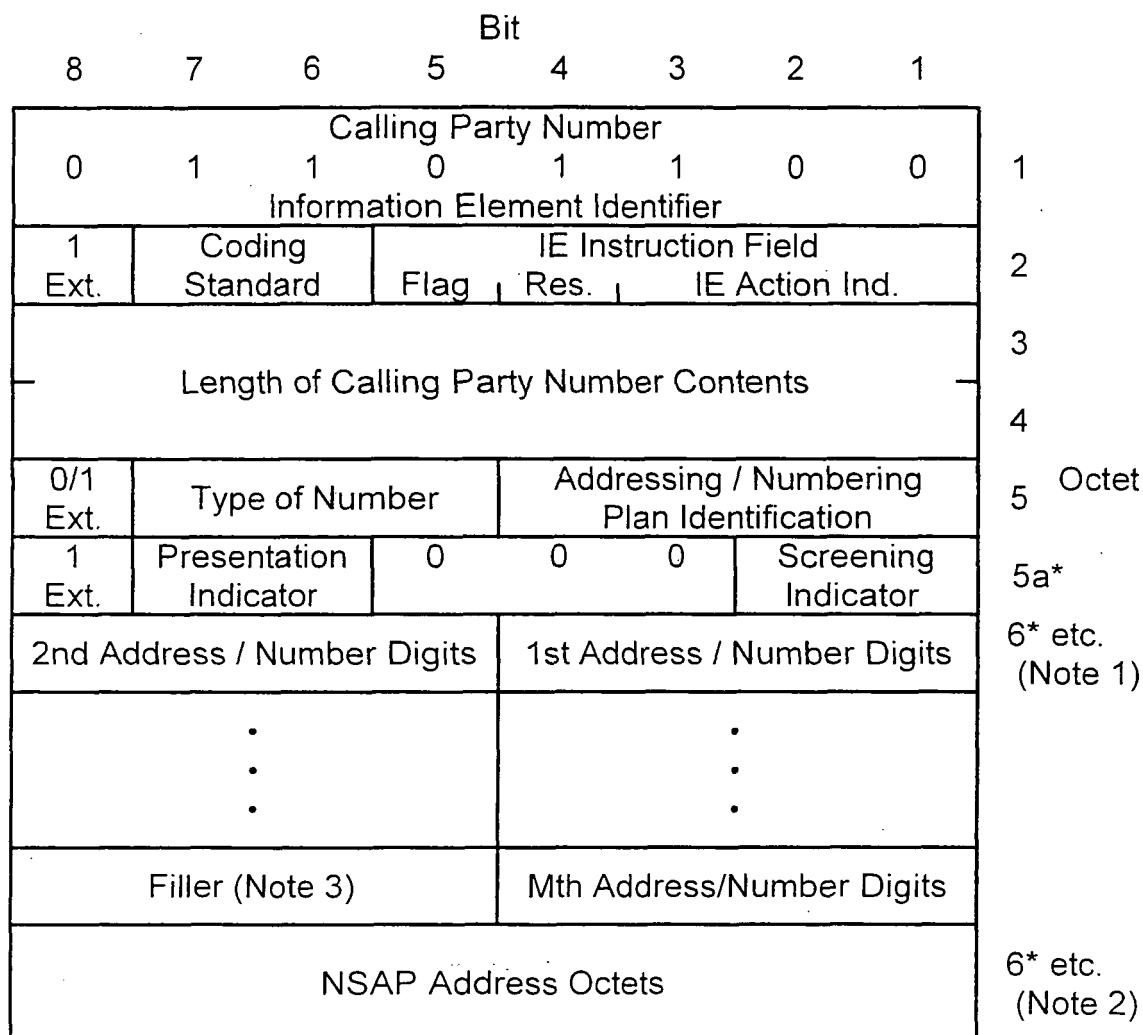 Bit
8 7 6 5 4 3 2 1
Calling Party Number
0 1 1 0 1 1 0 0 1
Information Element Identifier
1 Coding IE Instruction Field 2
Ext. Standard Flag Res. IE Action Ind.
3
Length of Calling Party Number Contents
4
0/1 Type of Number Addressing / Numbering 5 Octet
Ext. Plan Identification
1 Presentation 0 0 0 Screening 5a*
Ext. Indicator Indicator
2nd Address / Number Digits 1st Address / Number Digits 6* etc.
(Note 1)
Filler (Note 3) Mth Address/Number Digits
NSAP Address Octets 6* etc.
(Note 2)